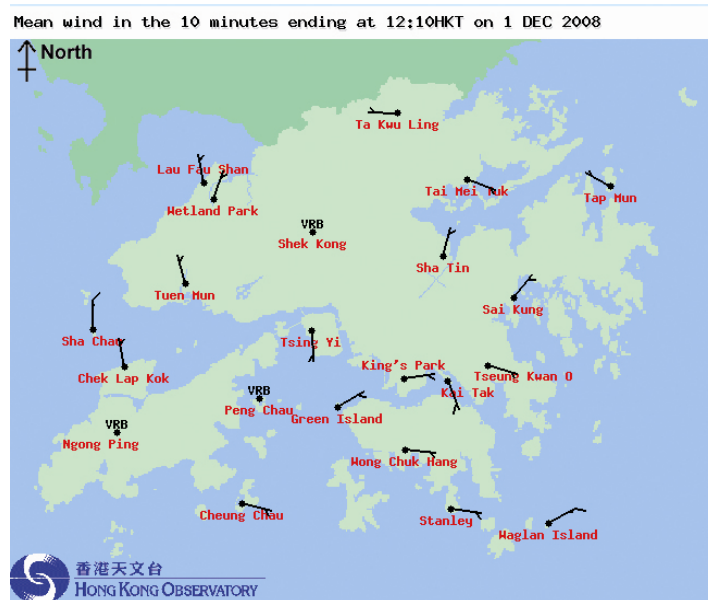 Mean wind in the 10 minutes ending at 12:10HKT on 1 DEC 2008
North
Ta Kwu Ling
Lau Fau Shan
Tai Mei Tuk
Tap Mun
Wetland Park
VRB
Shek Kong
Sha Tin
Tuen Mun
Sai Kung
Sha Chau
Tsing Yi
King's Park
Tseung Kwan O
Chek Lap Kok
Kai Tak
VRB
Peng Chau
Green Island
VRB
Ngong Ping
Wong Chuk Hang
Cheung Chau
Stanley
Waglan Island
香港天文台
HONG KONG OBSERVATORY